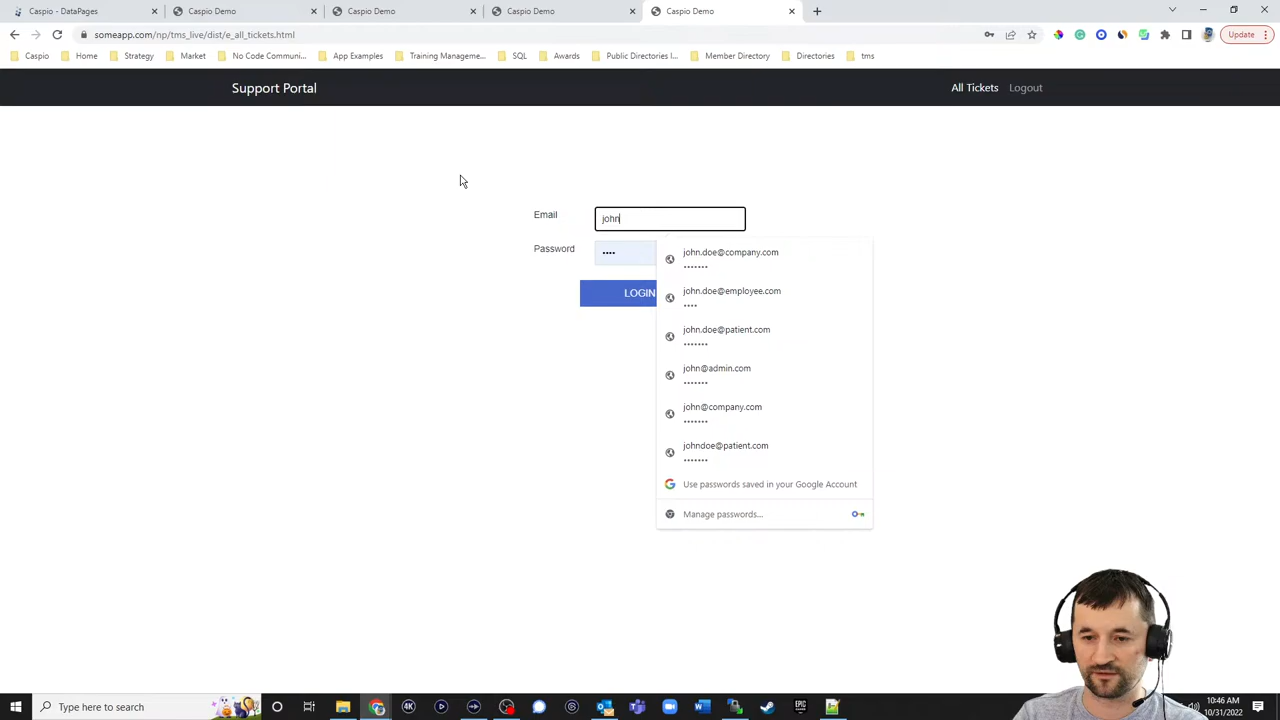 Caspio - DataPages
Caspio Demo
Caspio Demo
Caspio Demo
Caspio Demo
someapp.com/np/tms_live/dist/e_all_tickets.html
Update
Caspio
Home
Strategy
Market
No Code Communi...
App Examples
Training Manageme...
SQL
Awards
Public Directories I...
Member Directory
Directories
tms
Support Portal
All Tickets
Logout
Email
john
Password
••••
LOGIN
john.doe@company.com
•••••••
john.doe@employee.com
••••
john.doe@patient.com
•••••••
john@admin.com
•••••••
john@company.com
•••••••
johndoe@patient.com
•••••••
Use passwords saved in your Google Account
Manage passwords...
Type here to search
4K
EPIC
GAMES
10:46 AM
10/31/2022